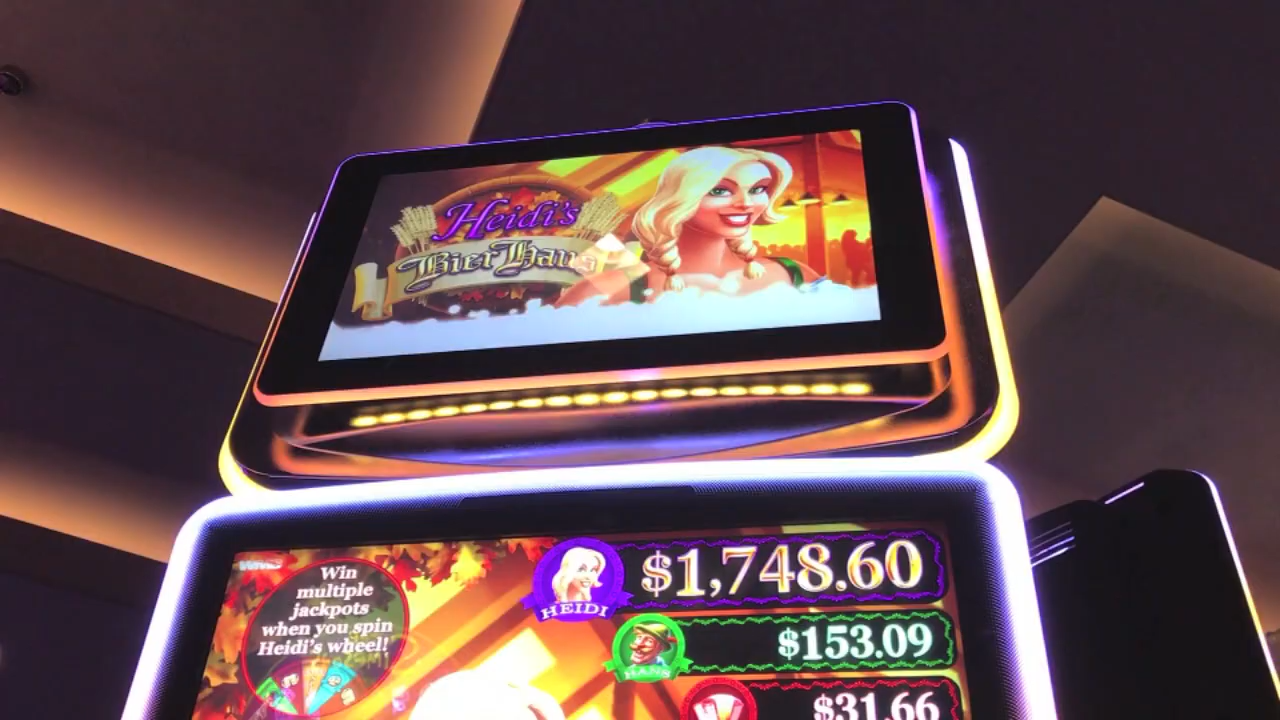 Heidi's
Bier Haus
WMS
Win
multiple
jackpots
when you spin
Heidi's wheel!
HEIDI
$1,748.60
HANS
$153.09
$31.66